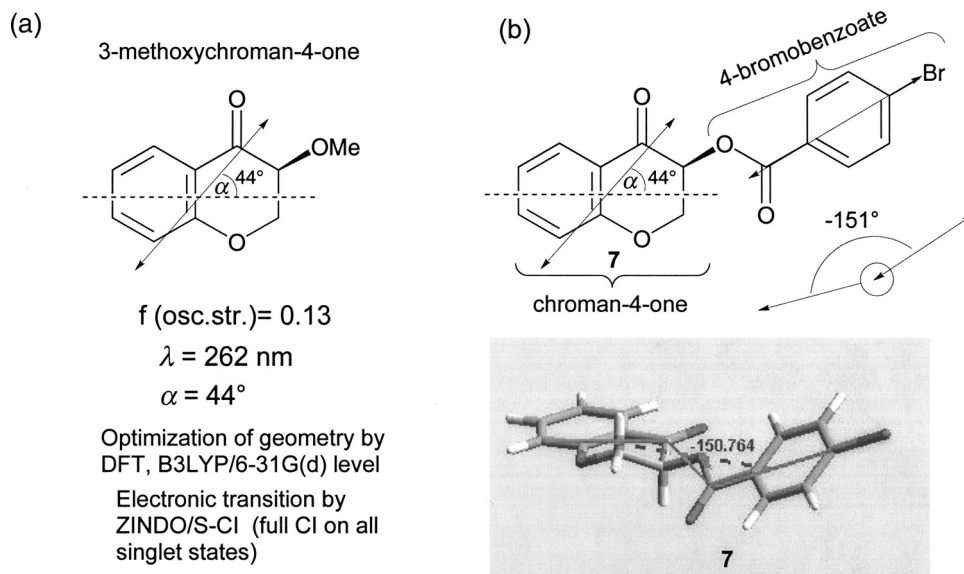 (a)
3-methoxychroman-4-one
O
OMe
α 44°
O
f (osc.str.)= 0.13
λ = 262 nm
α = 44°
Optimization of geometry by
DFT, B3LYP/6-31G(d) level
Electronic transition by
ZINDO/S-CI (full CI on all
singlet states)
(b)
4-bromobenzoate
Br
O
O
α 44°
O
O
7
chroman-4-one
-151°
-150.764
7